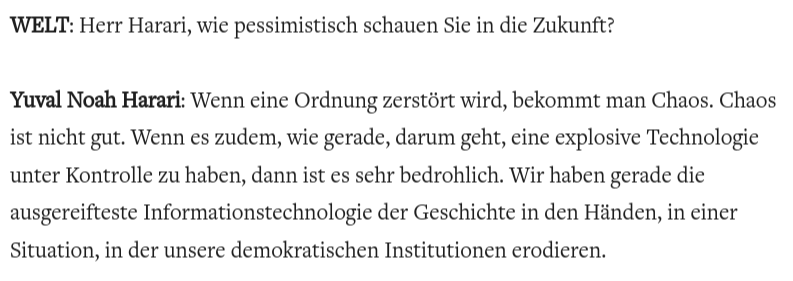 WELT: Herr Harari, wie pessimistisch schauen Sie in die Zukunft?
Yuval Noah Harari: Wenn eine Ordnung zerstört wird, bekommt man Chaos. Chaos
ist nicht gut. Wenn es zudem, wie gerade, darum geht, eine explosive Technologie
unter Kontrolle zu haben, dann ist es sehr bedrohlich. Wir haben gerade die
ausgereifteste Informationstechnologie der Geschichte in den Händen, in einer
Situation, in der unsere demokratischen Institutionen erodieren.